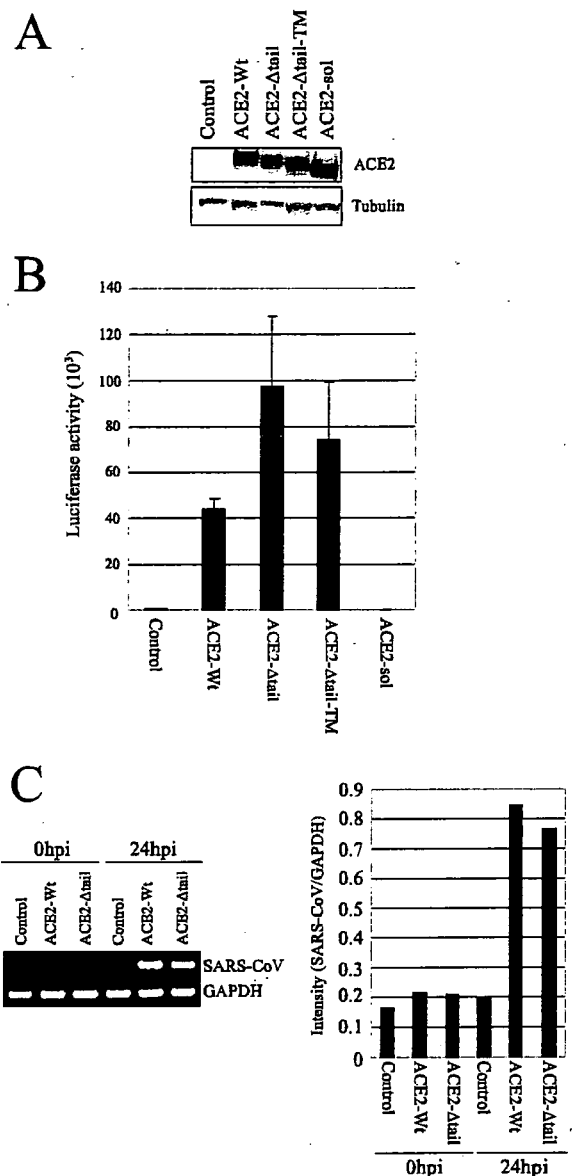 A
Control
ACE2-Wt
ACE2-Δtail
ACE2-Δtail-TM
ACE2-sol
ACE2
Tubulin
B
Luciferase activity (10³)
140
120
100
80
60
40
20
0
Control
ACE2-Wt
ACE2-Δtail
ACE2-Δtail-TM
ACE2-sol
C
0hpi
24hpi
Control
ACE2-Wt
ACE2-Δtail
Control
ACE2-Wt
ACE2-Δtail
SARS-CoV
GAPDH
Intensity (SARS-CoV/GAPDH)
0.9
0.8
0.7
0.6
0.5
0.4
0.3
0.2
0.1
0
Control
ACE2-Wt
ACE2-Δtail
Control
ACE2-Wt
ACE2-Δtail
0hpi
24hpi